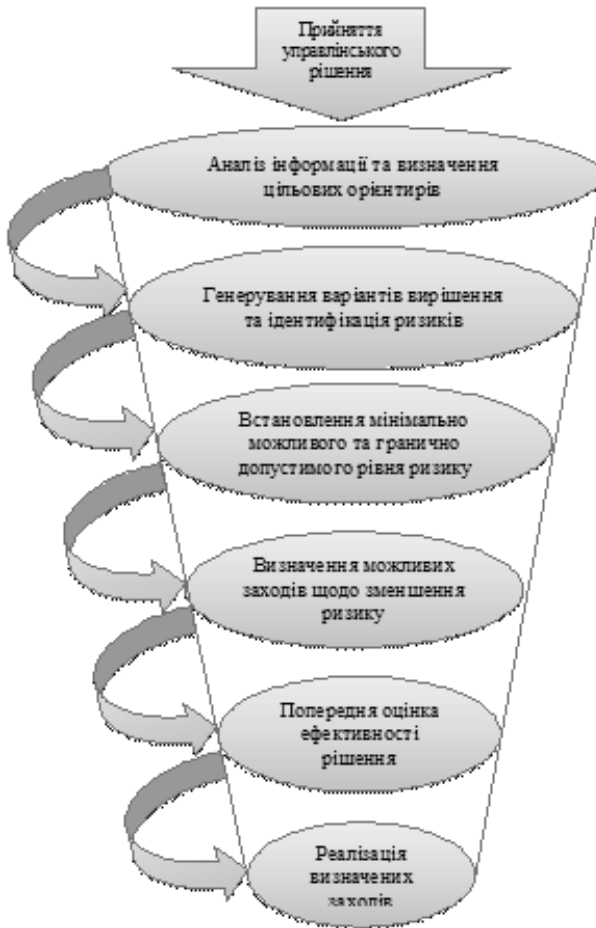 Прийняття
управлінського
рішення
Аналіз інформації та визначення
цільових орієнтирів
Генерування варіантів вирішення
та ідентифікація ризиків
Встановлення мінімально
можливого та гранично
допустимого рівня ризику
Визначення можливих
заходів щодо зменшення
ризику
Попередня оцінка
ефективності
рішення
Реалізація
визначених
заходів